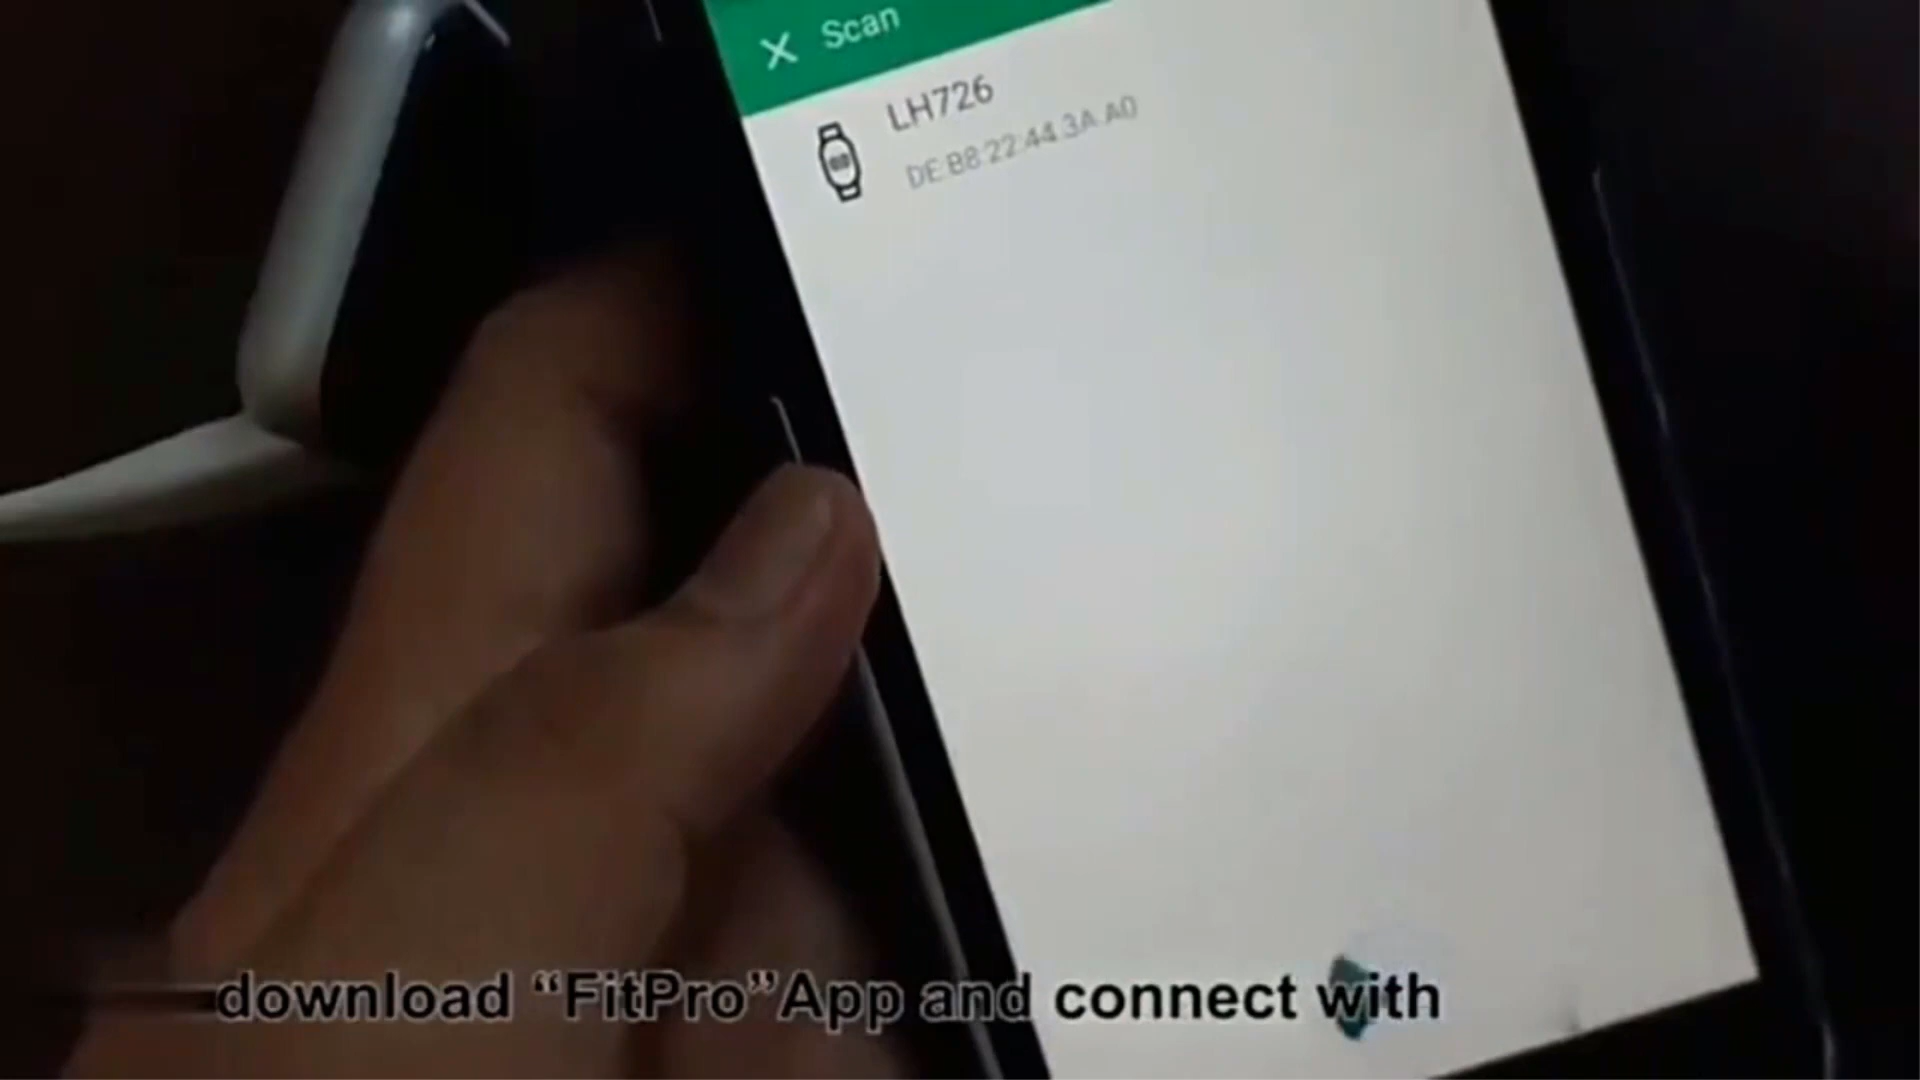 Scan
LH726
DE:B8:22:44:3A:A0
download “FitPro”App and connect with